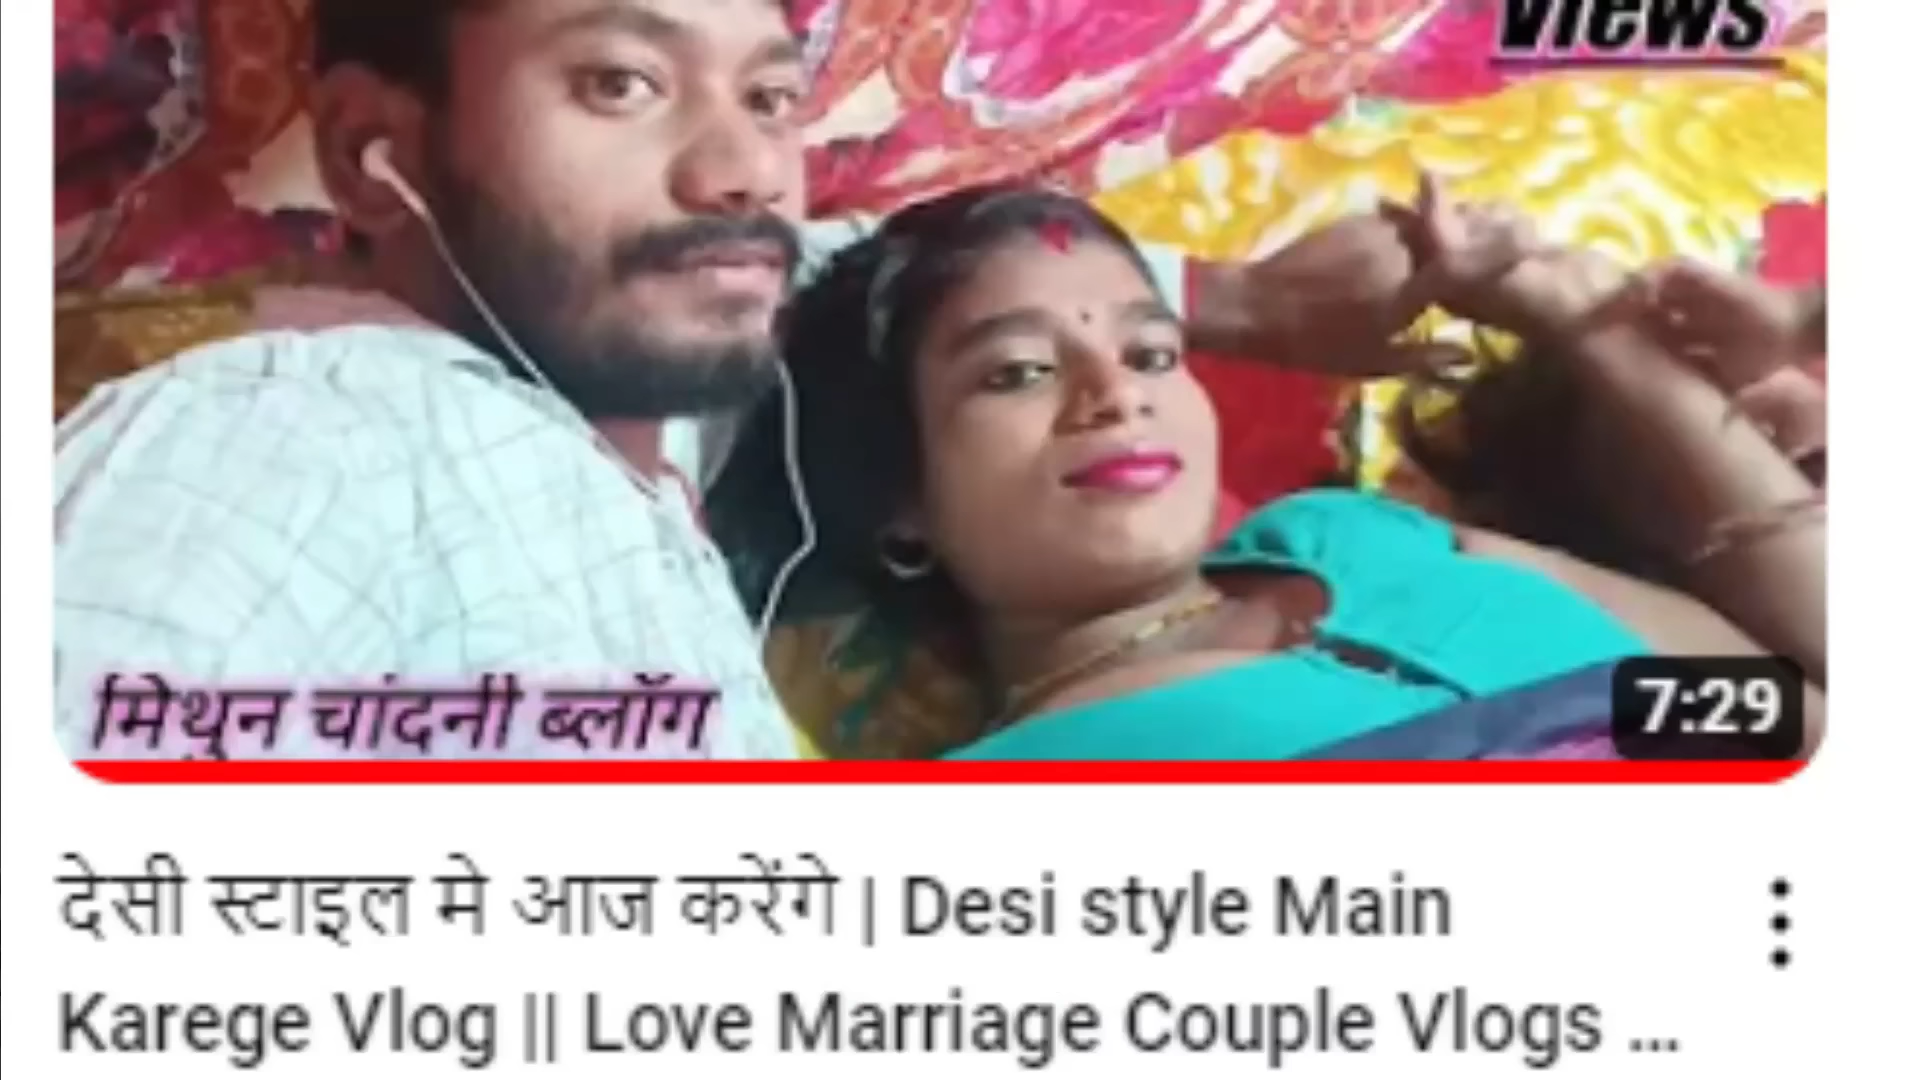 Views
मिथुन चांदनी ब्लॉग
7:29
देसी स्टाइल मे आज करेंगे | Desi style Main
Karege Vlog || Love Marriage Couple Vlogs ...